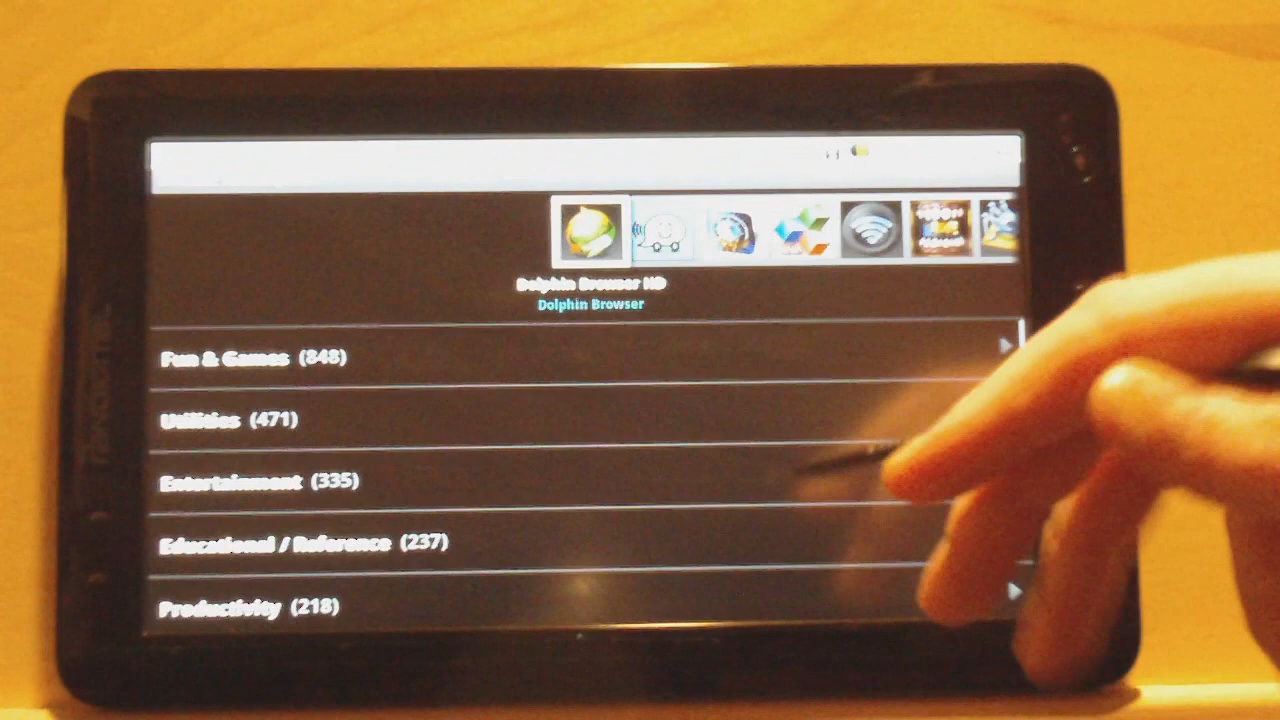 Dolphin Browser HD
Dolphin Browser
Fun & Games (848)
Utilities (471)
Entertainment (335)
Educational / Reference (237)
Productivity (218)